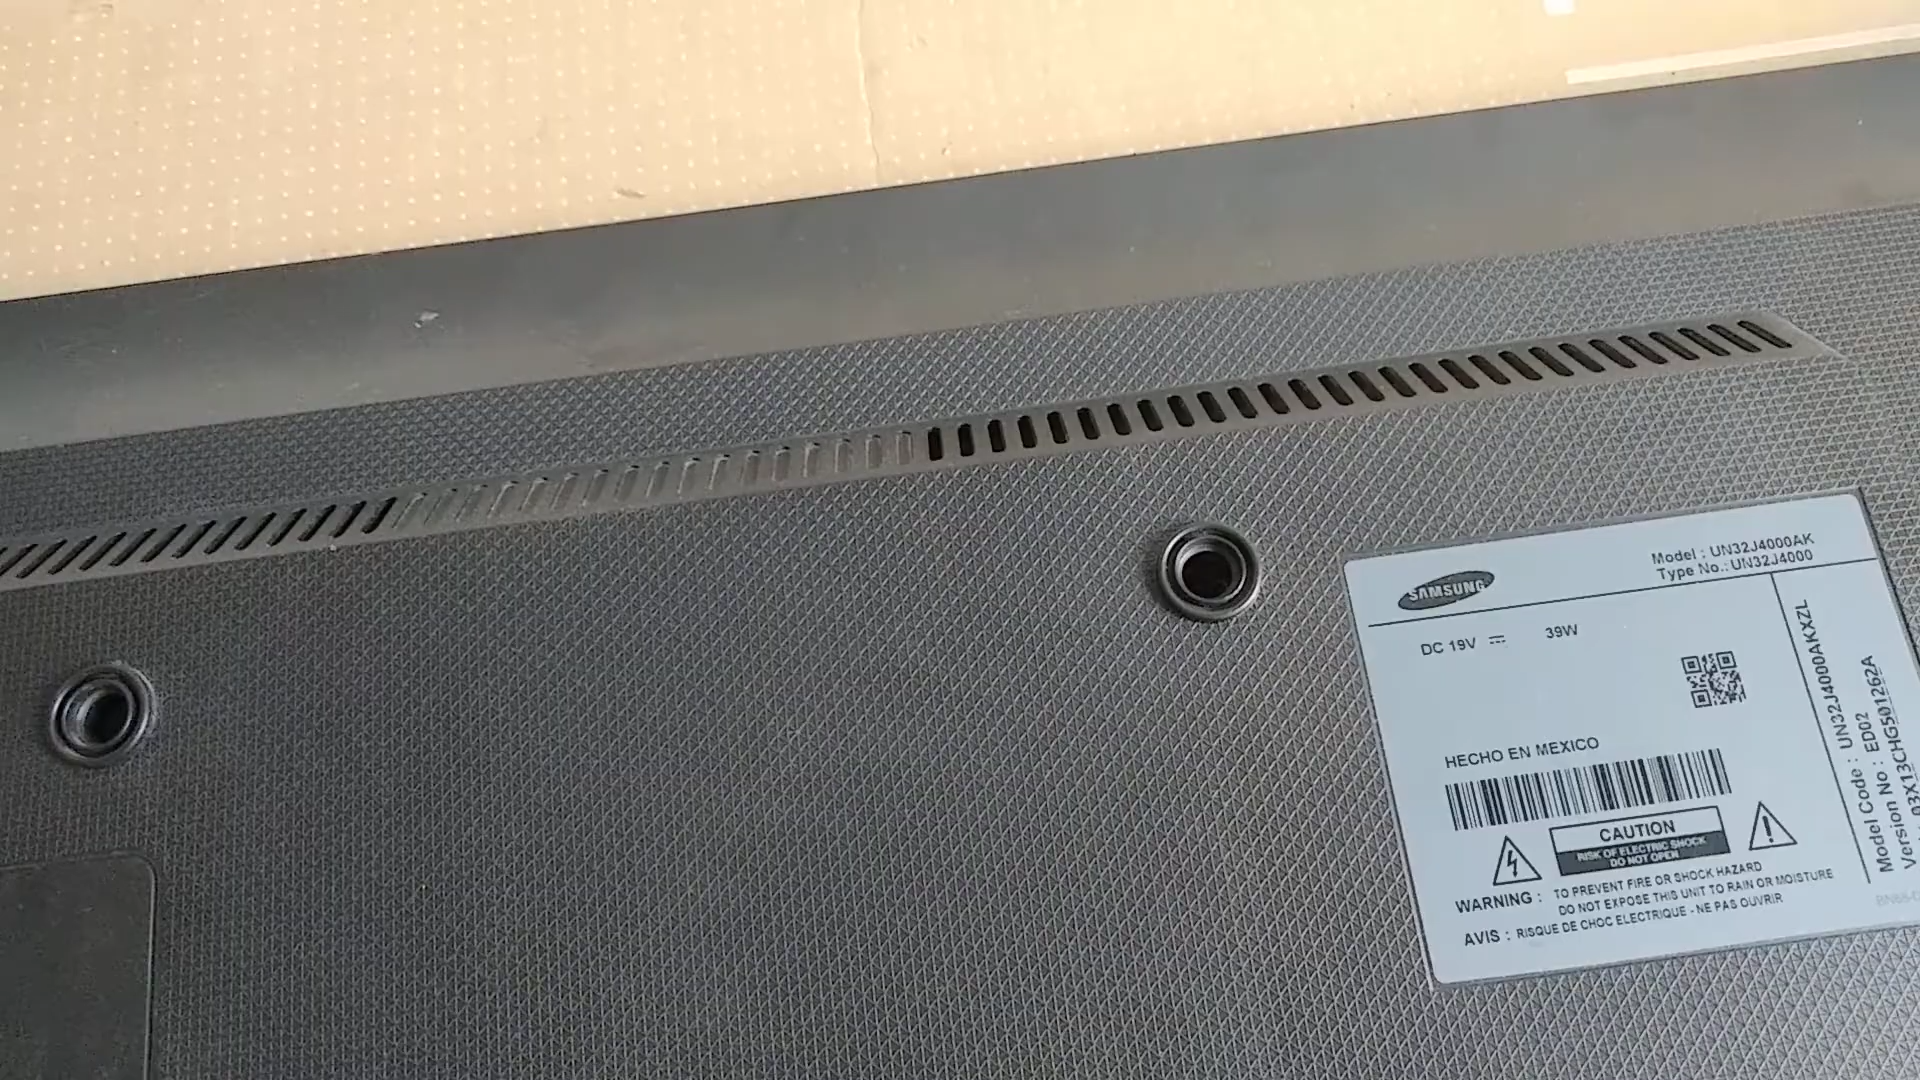 SAMSUNG
Model : UN32J4000AK
Type No.: UN32J4000
DC 19V ⎓ 39W
HECHO EN MEXICO
CAUTION
RISK OF ELECTRIC SHOCK
DO NOT OPEN
WARNING : TO PREVENT FIRE OR SHOCK HAZARD
DO NOT EXPOSE THIS UNIT TO RAIN OR MOISTURE
AVIS : RISQUE DE CHOC ELECTRIQUE - NE PAS OUVRIR
Model Code : UN32J4000AKXZL
Version No : ED02
03X13CHG501262A